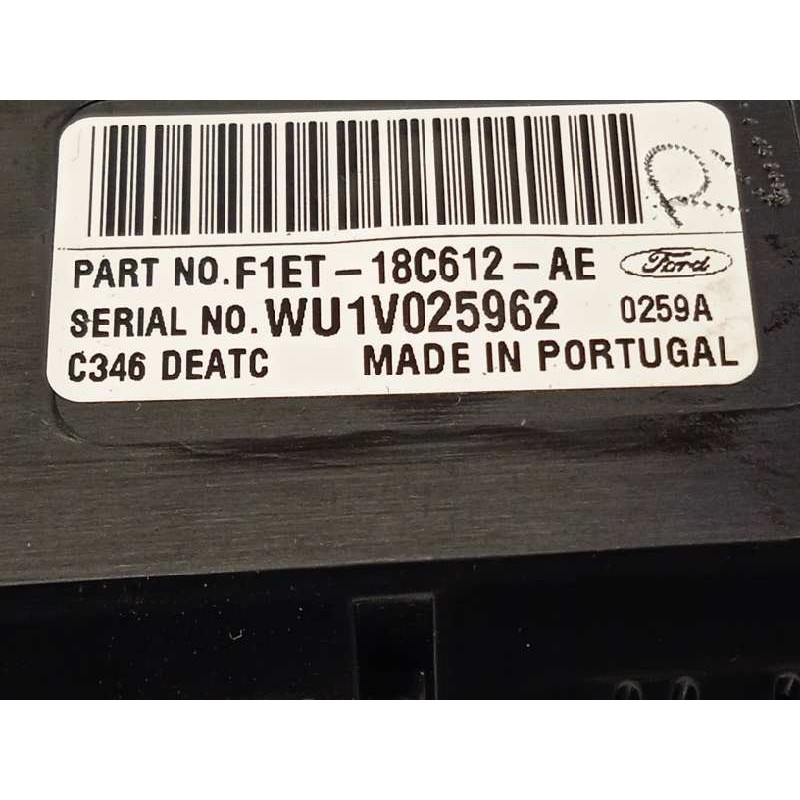 PART NO. F1ET-18C612-AE Ford
SERIAL NO. WU1V025962 0259A
C346 DEATC MADE IN PORTUGAL